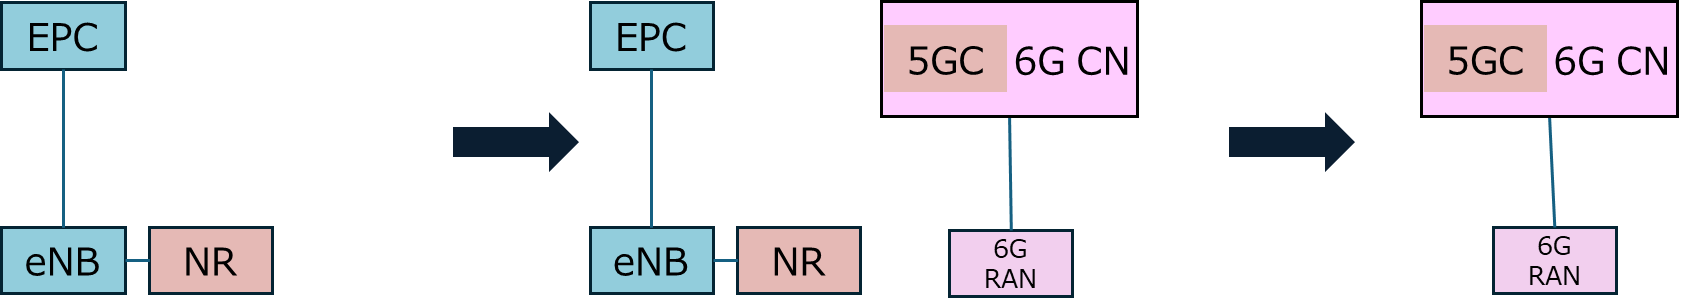 EPC
eNB
NR
EPC
eNB
NR
5GC
6G CN
6G
RAN
5GC
6G CN
6G
RAN